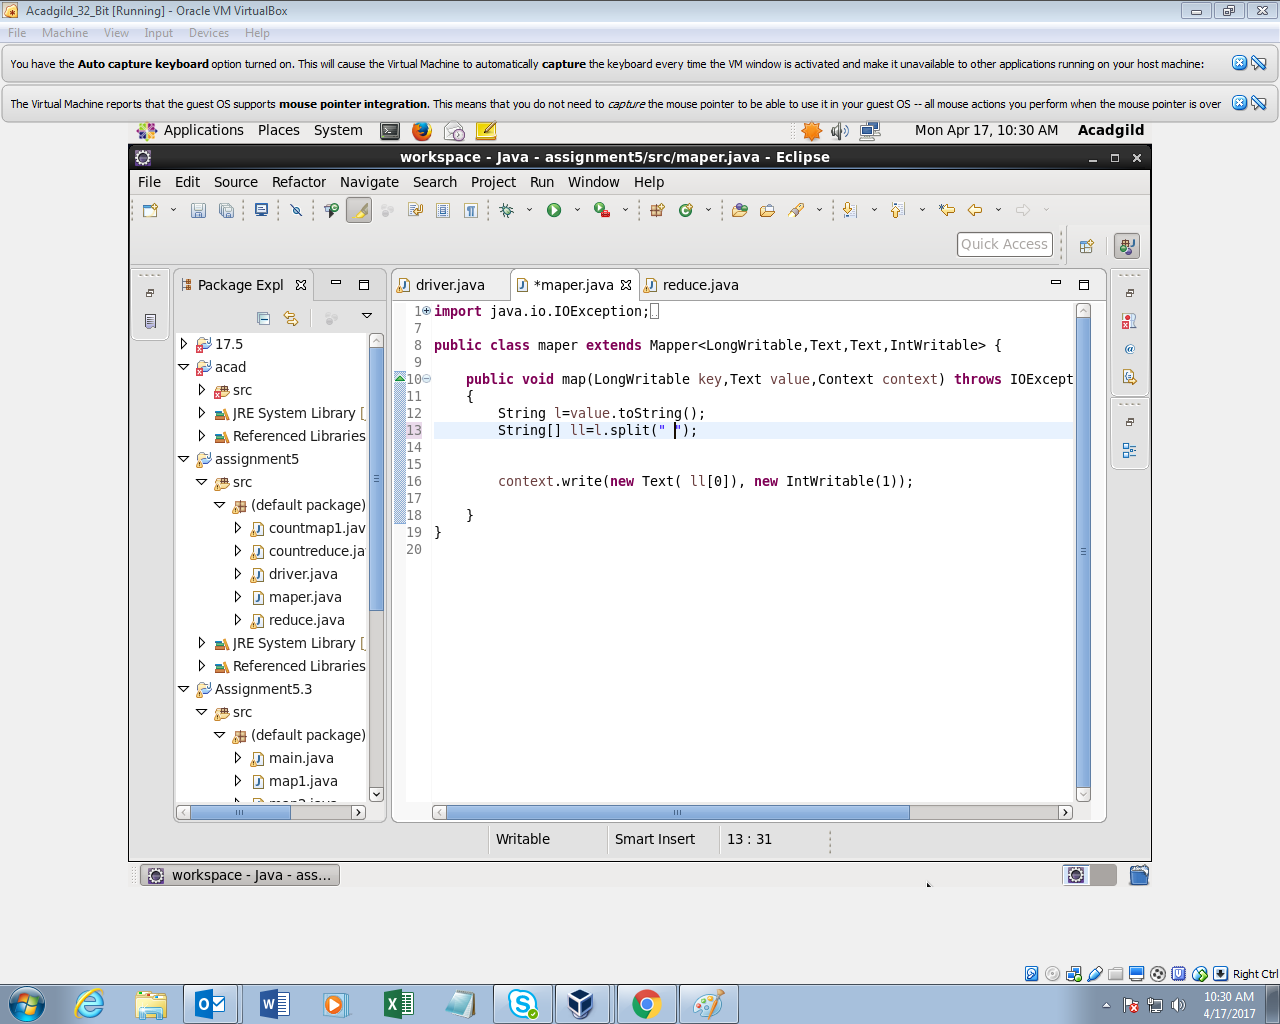 Acadgild_32_Bit [Running] - Oracle VM VirtualBox
File Machine View Input Devices Help
You have the Auto capture keyboard option turned on. This will cause the Virtual Machine to automatically capture the keyboard every time the VM window is activated and make it unavailable to other applications running on your host machine:
The Virtual Machine reports that the guest OS supports mouse pointer integration. This means that you do not need to capture the mouse pointer to be able to use it in your guest OS -- all mouse actions you perform when the mouse pointer is over
Applications Places System Mon Apr 17, 10:30 AM Acadgild
workspace - Java - assignment5/src/maper.java - Eclipse
File Edit Source Refactor Navigate Search Project Run Window Help
Quick Access
Package Expl
driver.java *maper.java reduce.java
17.5
acad
src
JRE System Library [
Referenced Libraries
assignment5
src
(default package)
countmap1.jav
countreduce.ja
driver.java
maper.java
reduce.java
JRE System Library [
Referenced Libraries
Assignment5.3
src
(default package)
main.java
map1.java
map2.java
1 import java.io.IOException;
7
8 public class maper extends Mapper<LongWritable,Text,Text,IntWritable> {
9
10 public void map(LongWritable key,Text value,Context context) throws IOExcept
11 {
12 String l=value.toString();
13 String[] ll=l.split(" ");
14
15
16 context.write(new Text( ll[0]), new IntWritable(1));
17
18 }
19 }
20
Writable Smart Insert 13 : 31
workspace - Java - ass...
Right Ctrl
10:30 AM
4/17/2017